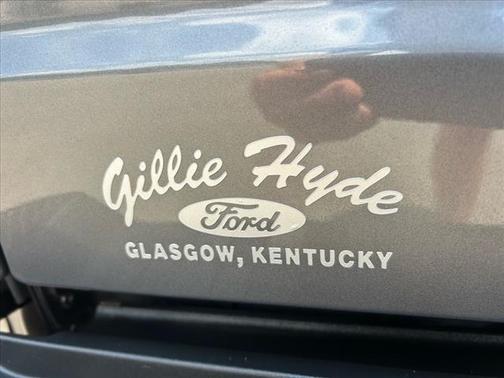 Gillie Hyde
Ford
GLASGOW, KENTUCKY